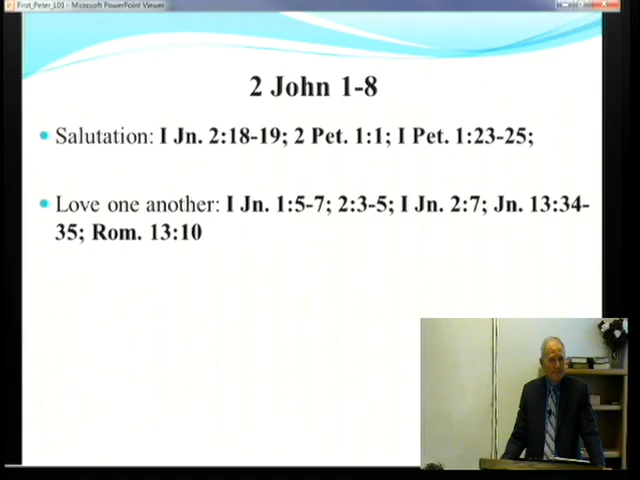 First_Peter_L01 - Microsoft PowerPoint Viewer
2 John 1-8
Salutation: I Jn. 2:18-19; 2 Pet. 1:1; I Pet. 1:23-25;
Love one another: I Jn. 1:5-7; 2:3-5; I Jn. 2:7; Jn. 13:34-
35; Rom. 13:10